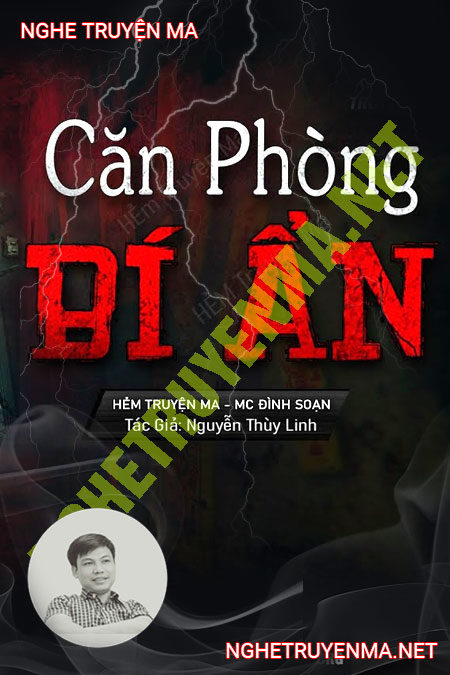 NGHE TRUYỆN MA
Căn Phòng
BÍ ẨN
HẺM TRUYỆN MA - MC ĐÌNH SOẠN
Tác Giả: Nguyễn Thùy Linh
NGHETRUYENMA.NET
NGHETRUYENMA.NET